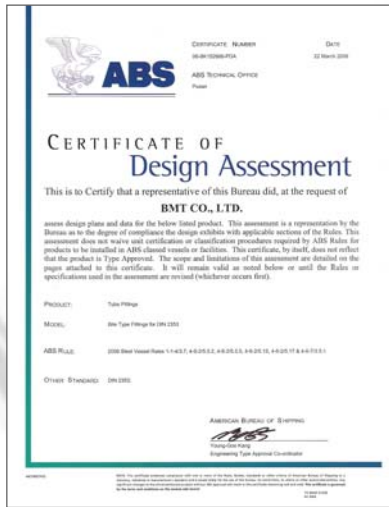 CERTIFICATE NUMBER
DATE
02 March 2009
ABS TECHNICAL OFFICE
Pusan
ABS
CERTIFICATE OF
Design Assessment
This is to Certify that a representative of this Bureau did, at the request of
BMT CO., LTD.
assess design plans and data for the below listed product. This assessment is a representation by the
Bureau as to the degree of compliance the design exhibits with applicable sections of the Rules. This
assessment does not waive unit certification or classification procedures required by ABS Rules for
products to be installed in ABS classed vessels or facilities. This certificate, by itself, does not reflect
that the product is Type Approved. The scope and limitations of this assessment are detailed on the
pages attached to this certificate. It will remain valid as noted below or until the Rules or
specifications used in the assessment are revised (whichever occurs first).
PRODUCT: Tube Fittings
MODEL: Bite Type Fittings for DIN 2353
ABS RULE:
OTHER STANDARD: DIN 2353
AMERICAN BUREAU OF SHIPPING
Young-Goo Kang
Engineering Type Approval Co-ordinator